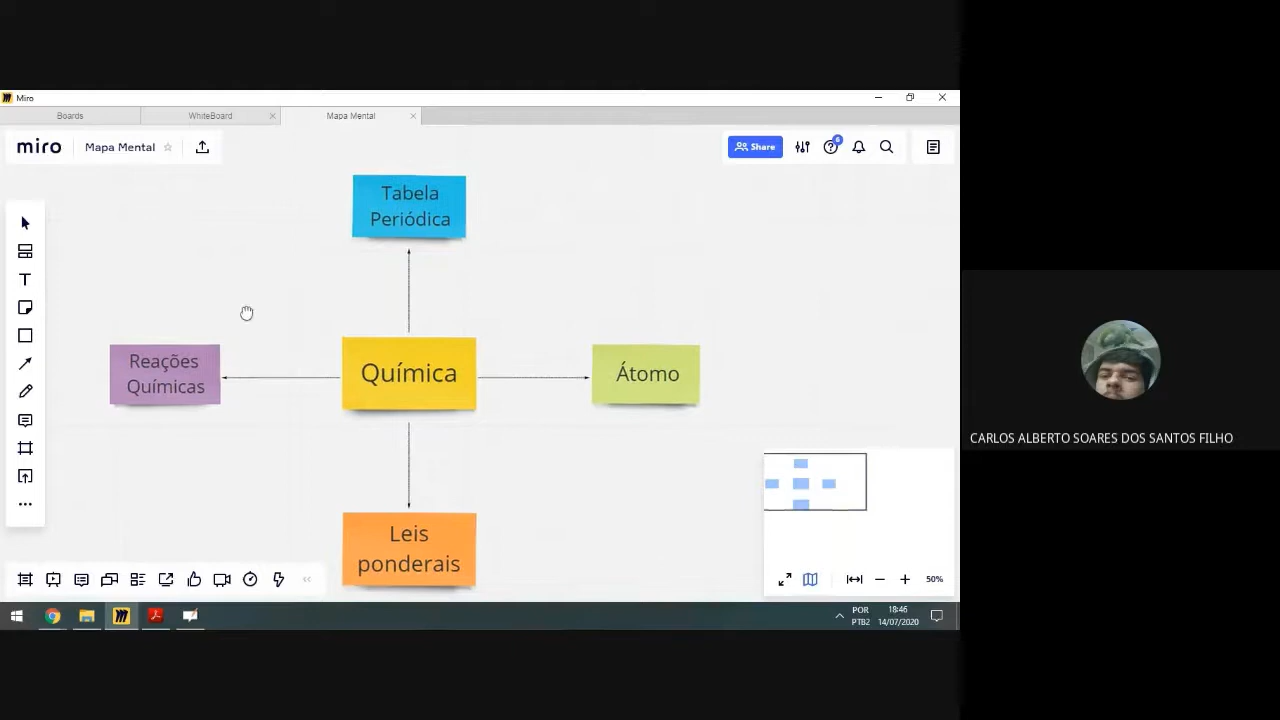 Miro
Boards
WhiteBoard
Mapa Mental
miro
Mapa Mental
Share
6
Tabela
Periódica
Reações
Químicas
Química
Átomo
Leis
ponderais
50%
POR
PTB2
18:46
14/07/2020
CARLOS ALBERTO SOARES DOS SANTOS FILHO